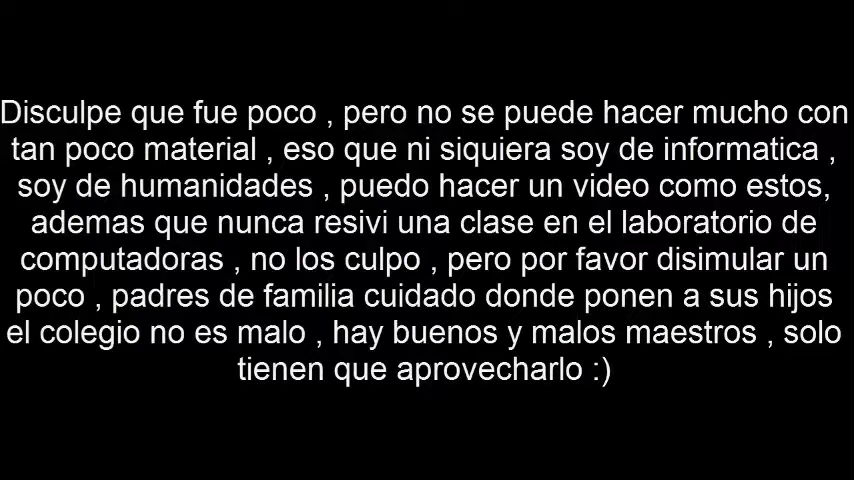 Disculpe que fue poco , pero no se puede hacer mucho con
tan poco material , eso que ni siquiera soy de informatica ,
soy de humanidades , puedo hacer un video como estos,
ademas que nunca resivi una clase en el laboratorio de
computadoras , no los culpo , pero por favor disimular un
poco , padres de familia cuidado donde ponen a sus hijos
el colegio no es malo , hay buenos y malos maestros , solo
tienen que aprovecharlo :)